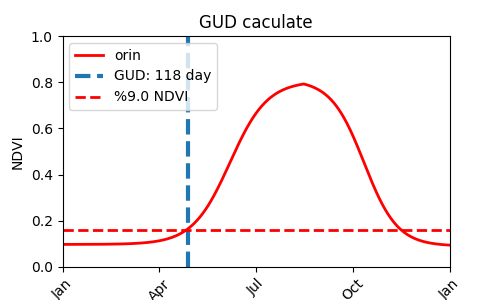 GUD caculate
orin
GUD: 118 day
%9.0 NDVI
NDVI
1.0
0.8
0.6
0.4
0.2
0.0
Jan
Apr
Jul
Oct
Jan